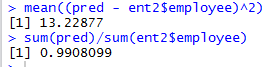 > mean((pred - ent2$employee)^2)
[1] 13.22877
> sum(pred)/sum(ent2$employee)
[1] 0.9908099
>